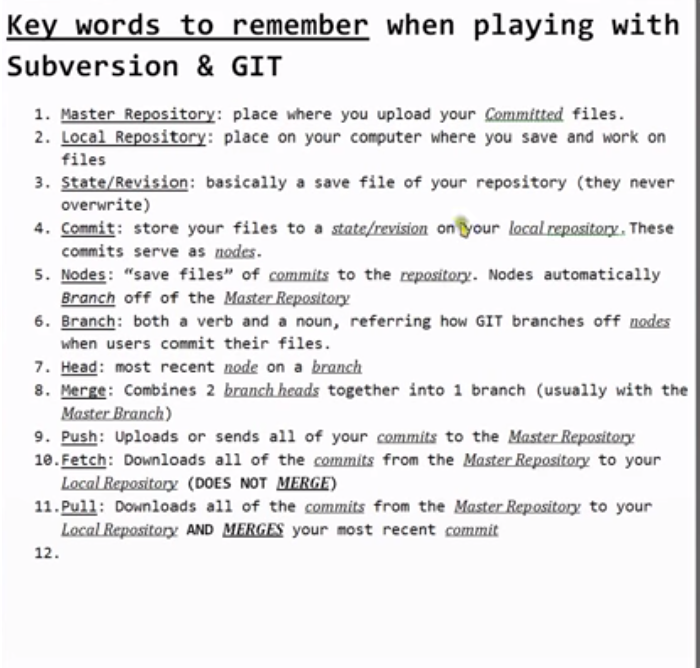 Key words to remember when playing with
Subversion & GIT
1. Master Repository: place where you upload your Committed files.
2. Local Repository: place on your computer where you save and work on
files
3. State/Revision: basically a save file of your repository (they never
overwrite)
4. Commit: store your files to a state/revision on your local repository. These
commits serve as nodes.
5. Nodes: “save files” of commits to the repository. Nodes automatically
Branch off of the Master Repository
6. Branch: both a verb and a noun, referring how GIT branches off nodes
when users commit their files.
7. Head: most recent node on a branch
8. Merge: Combines 2 branch heads together into 1 branch (usually with the
Master Branch)
9. Push: Uploads or sends all of your commits to the Master Repository
10. Fetch: Downloads all of the commits from the Master Repository to your
Local Repository (DOES NOT MERGE)
11. Pull: Downloads all of the commits from the Master Repository to your
Local Repository AND MERGES your most recent commit
12.